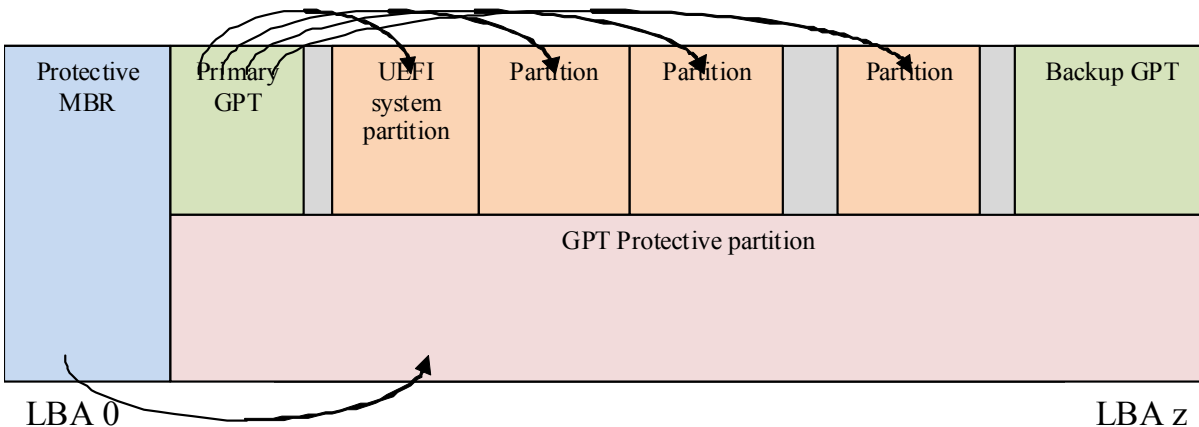 Protective
MBR
Primary
GPT
UEFI
system
partition
Partition
Partition
Partition
Backup GPT
GPT Protective partition
LBA 0
LBA z